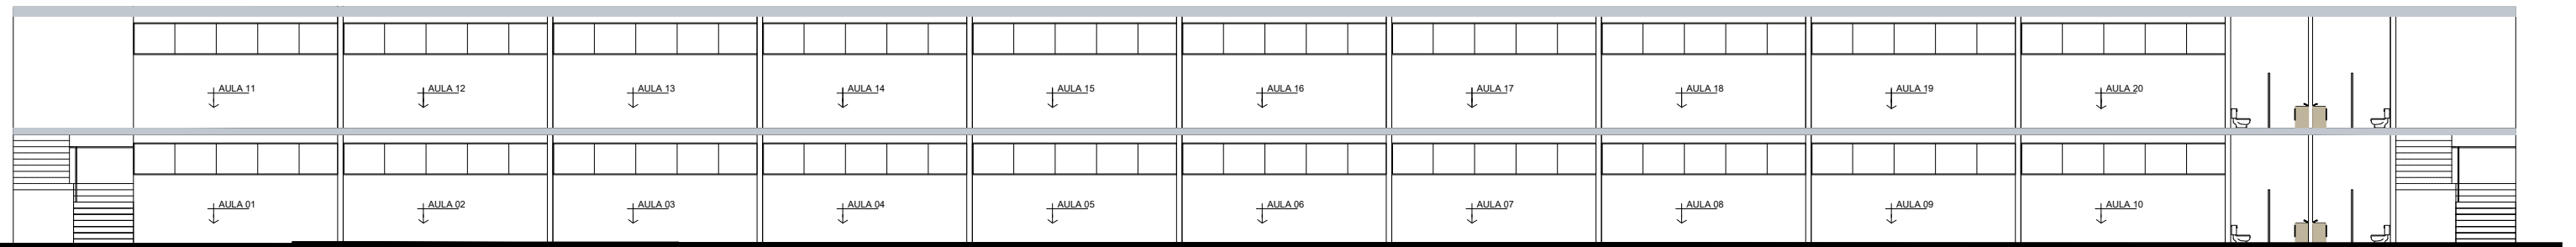 AULA 11
AULA 12
AULA 13
AULA 14
AULA 15
AULA 16
AULA 17
AULA 18
AULA 19
AULA 20
AULA 01
AULA 02
AULA 03
AULA 04
AULA 05
AULA 06
AULA 07
AULA 08
AULA 09
AULA 10